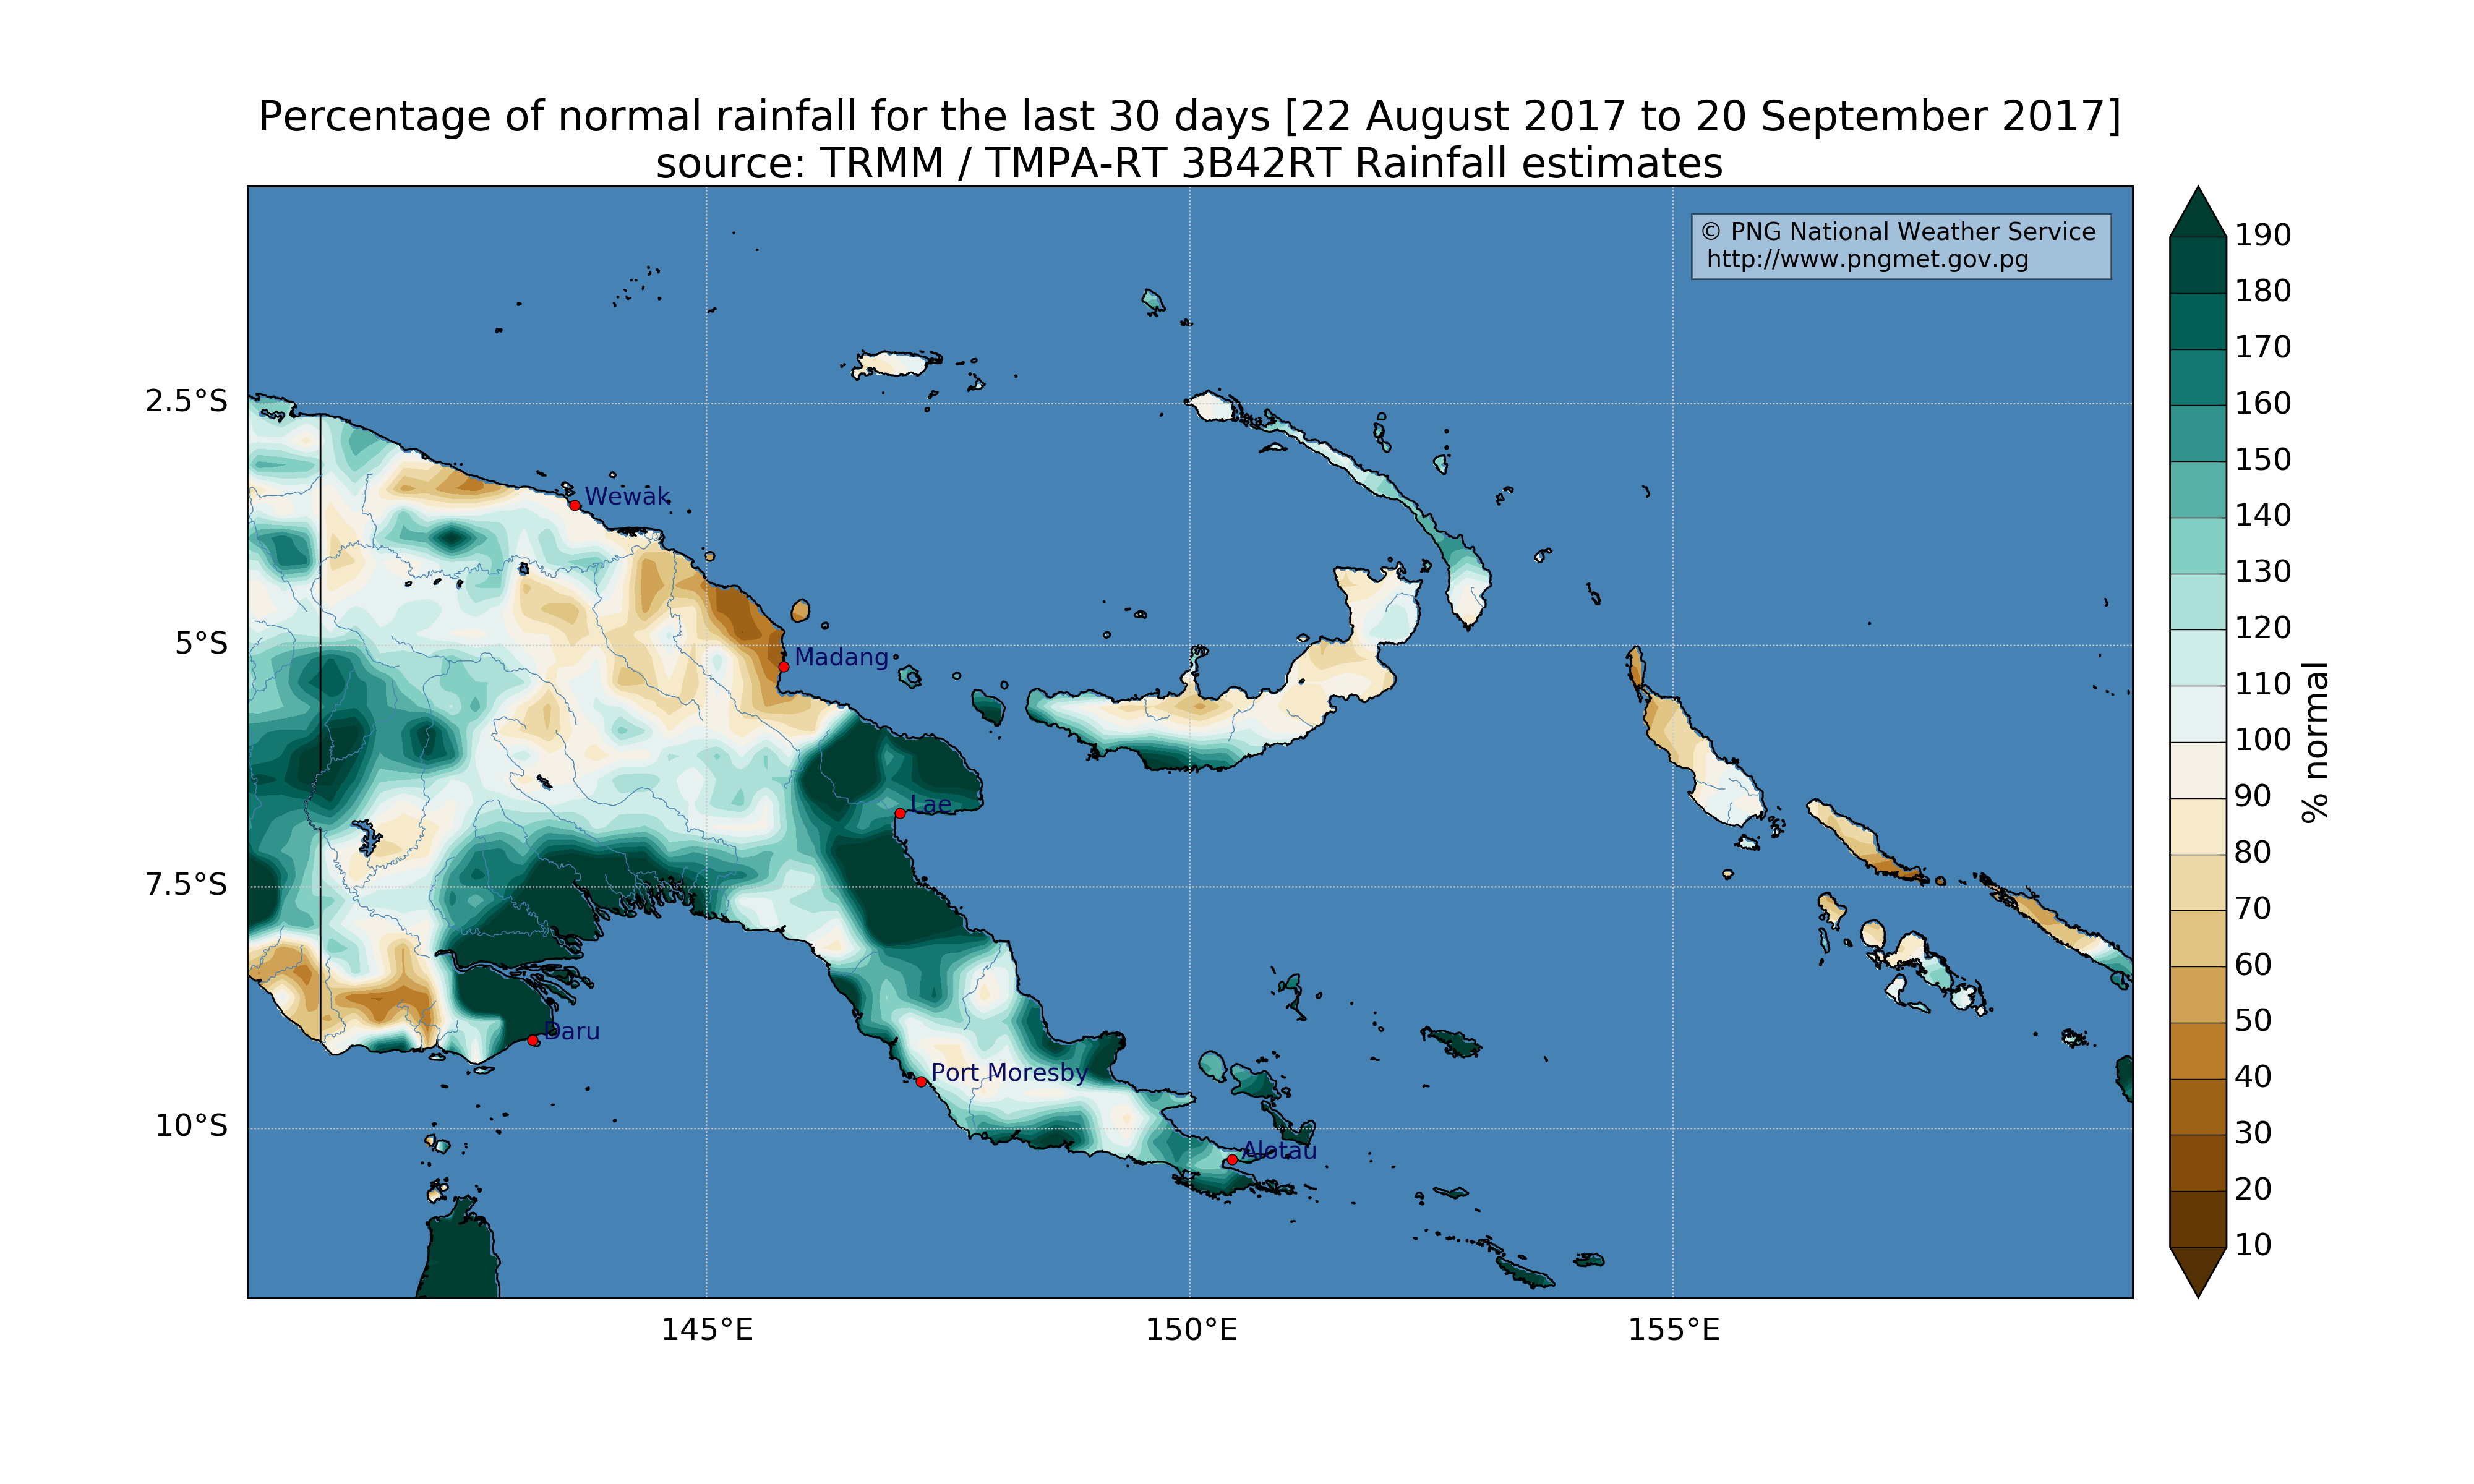 Percentage of normal rainfall for the last 30 days [22 August 2017 to 20 September 2017]
source: TRMM / TMPA-RT 3B42RT Rainfall estimates
© PNG National Weather Service
http://www.pngmet.gov.pg
2.5°S
5°S
7.5°S
10°S
Wewak
Madang
Lae
Daru
Port Moresby
Alotau
145°E
150°E
155°E
190
180
170
160
150
140
130
120
110
100
90
80
70
60
50
40
30
20
10
% normal